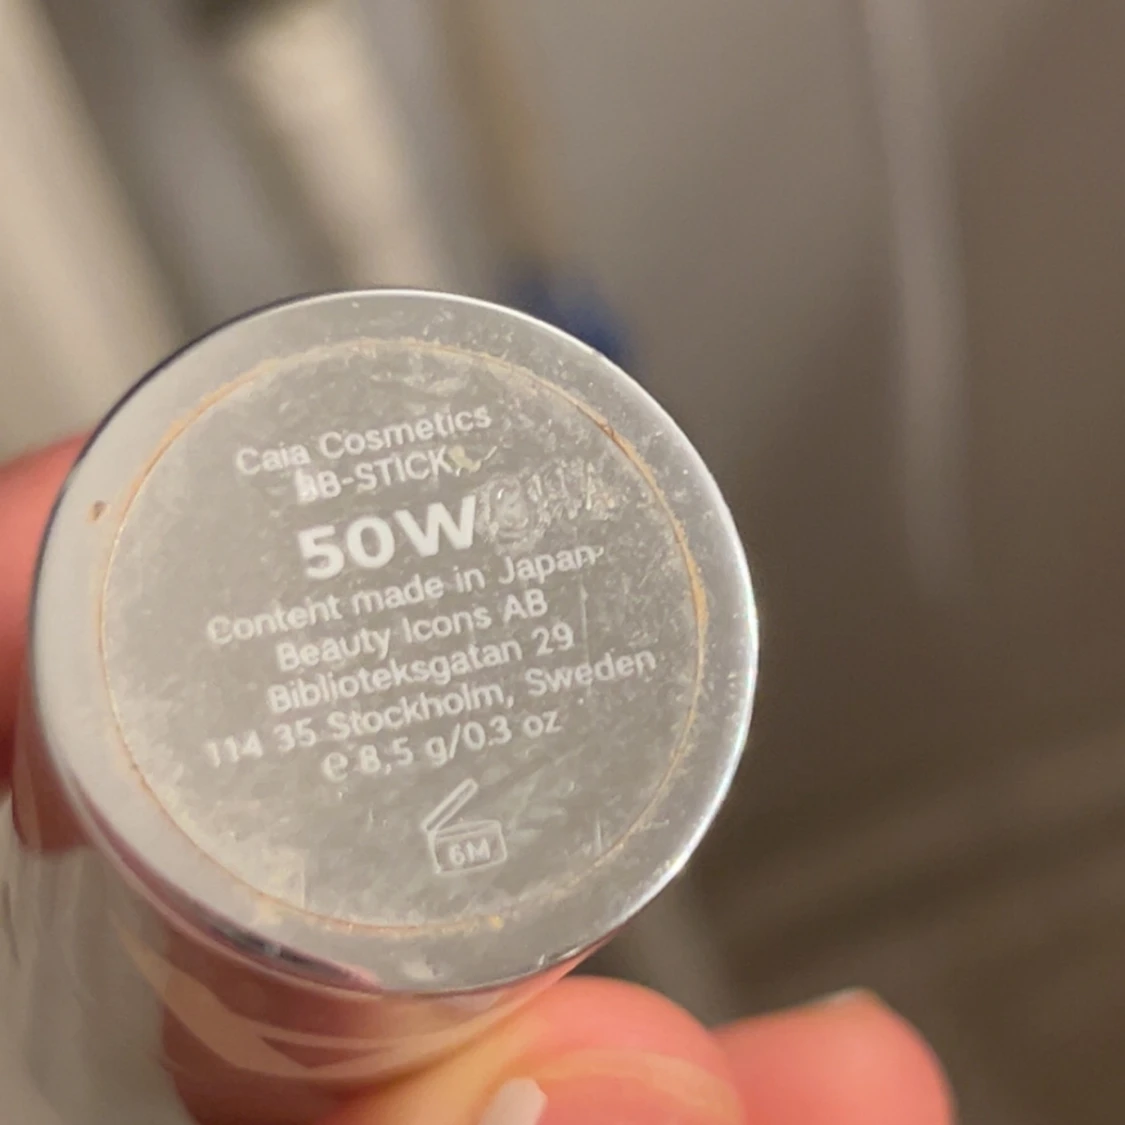 Caia Cosmetics
BB-STICK
50W
Content made in Japan
Beauty Icons AB
Biblioteksgatan 29
114 35 Stockholm, Sweden
e 8,5 g/0.3 oz
6M